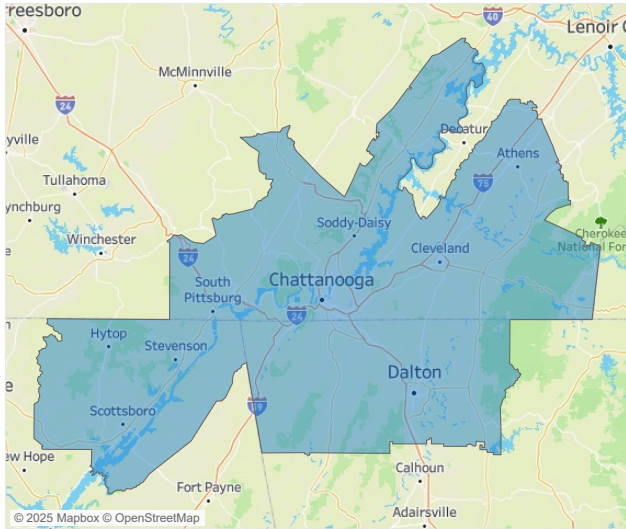 reesboro
40
Lenoir C
McMinnville
24
Decatur
yville
Athens
Tullahoma
75
ynchburg
Soddy-Daisy
Cherokee
National Fore
Winchester
24
Cleveland
e
South
Pittsburg
Chattanooga
24
n
Hytop
Stevenson
Dalton
e
59
Scottsboro
ew Hope
Calhoun
Fort Payne
Adairsville
© 2025 Mapbox © OpenStreetMap